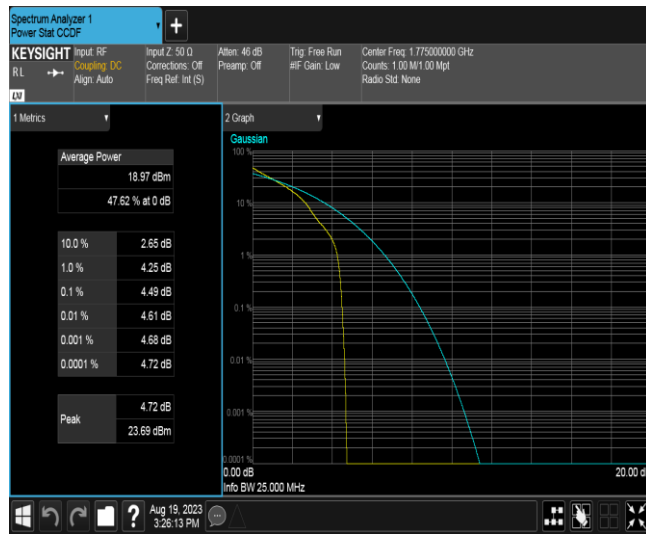 Spectrum Analyzer 1
Power Stat CCDF
+
KEYSIGHT
RL
LXI
Input: RF
Coupling: DC
Align: Auto
Input Z: 50 Ω
Corrections: Off
Freq Ref: Int (S)
Atten: 46 dB
Preamp: Off
Trig: Free Run
#IF Gain: Low
Center Freq: 1.775000000 GHz
Counts: 1.00 M/1.00 Mpt
Radio Std: None
1 Metrics
Average Power
18.97 dBm
47.62 % at 0 dB
10.0 % 2.65 dB
1.0 % 4.25 dB
0.1 % 4.49 dB
0.01 % 4.61 dB
0.001 % 4.68 dB
0.0001 % 4.72 dB
Peak
4.72 dB
23.69 dBm
2 Graph
Gaussian
100 %
10 %
1 %
0.1 %
0.01 %
0.001 %
0.0001 %
0.00 dB
20.00 d
Info BW 25.000 MHz
?
Aug 19, 2023
3:26:13 PM